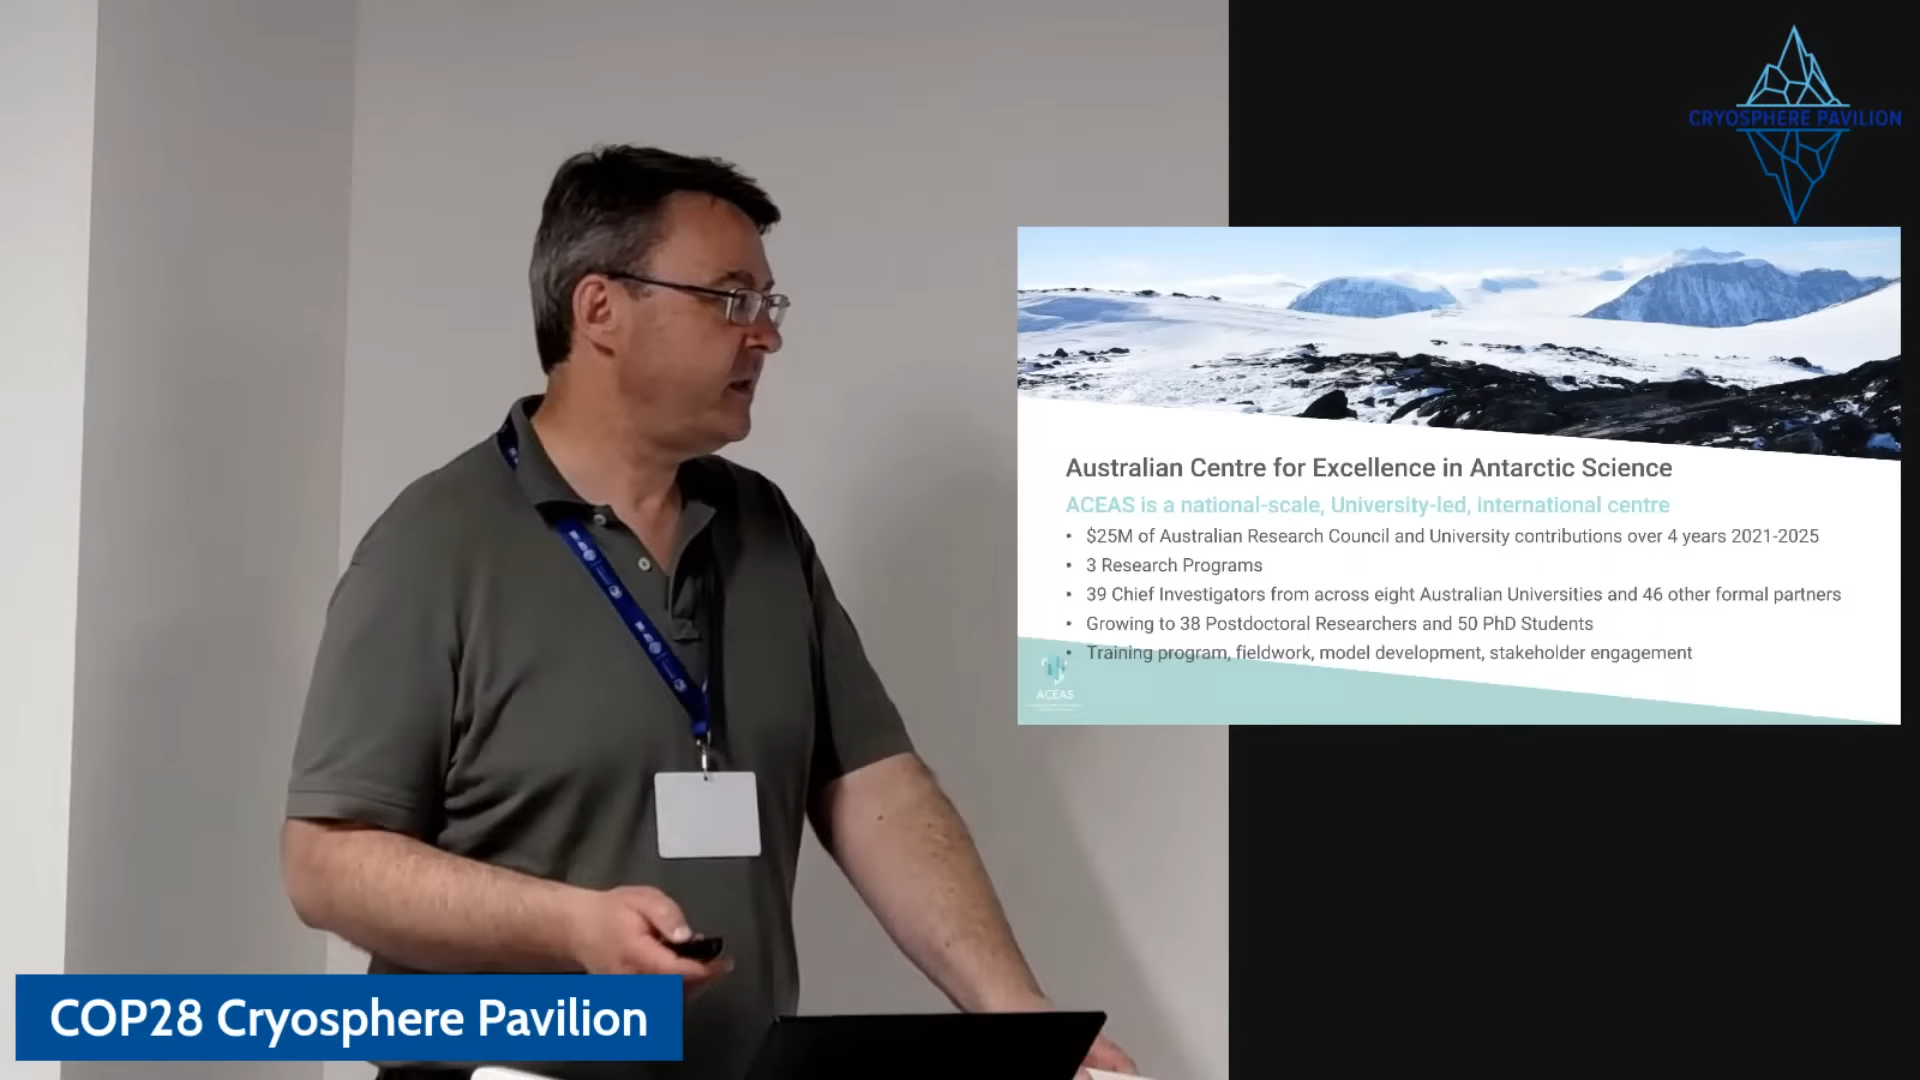 CRYOSPHERE PAVILION
Australian Centre for Excellence in Antarctic Science
ACEAS is a national-scale, University-led, international centre
• $25M of Australian Research Council and University contributions over 4 years 2021-2025
• 3 Research Programs
• 39 Chief Investigators from across eight Australian Universities and 46 other formal partners
• Growing to 38 Postdoctoral Researchers and 50 PhD Students
• Training program, fieldwork, model development, stakeholder engagement
ACEAS
COP28 Cryosphere Pavilion